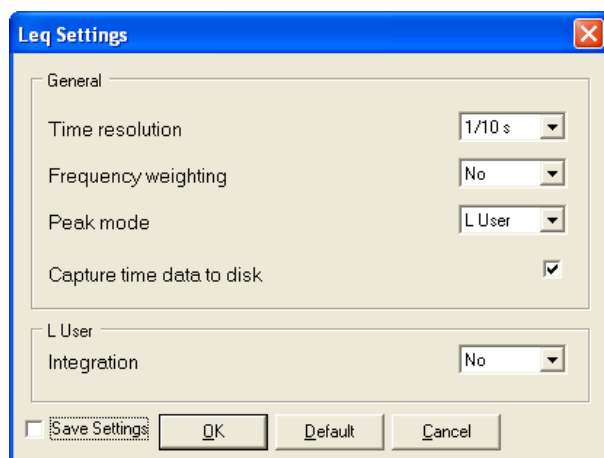 Leq Settings
General
Time resolution 1/10 s
Frequency weighting No
Peak mode L User
Capture time data to disk
L User
Integration No
Save Settings OK Default Cancel